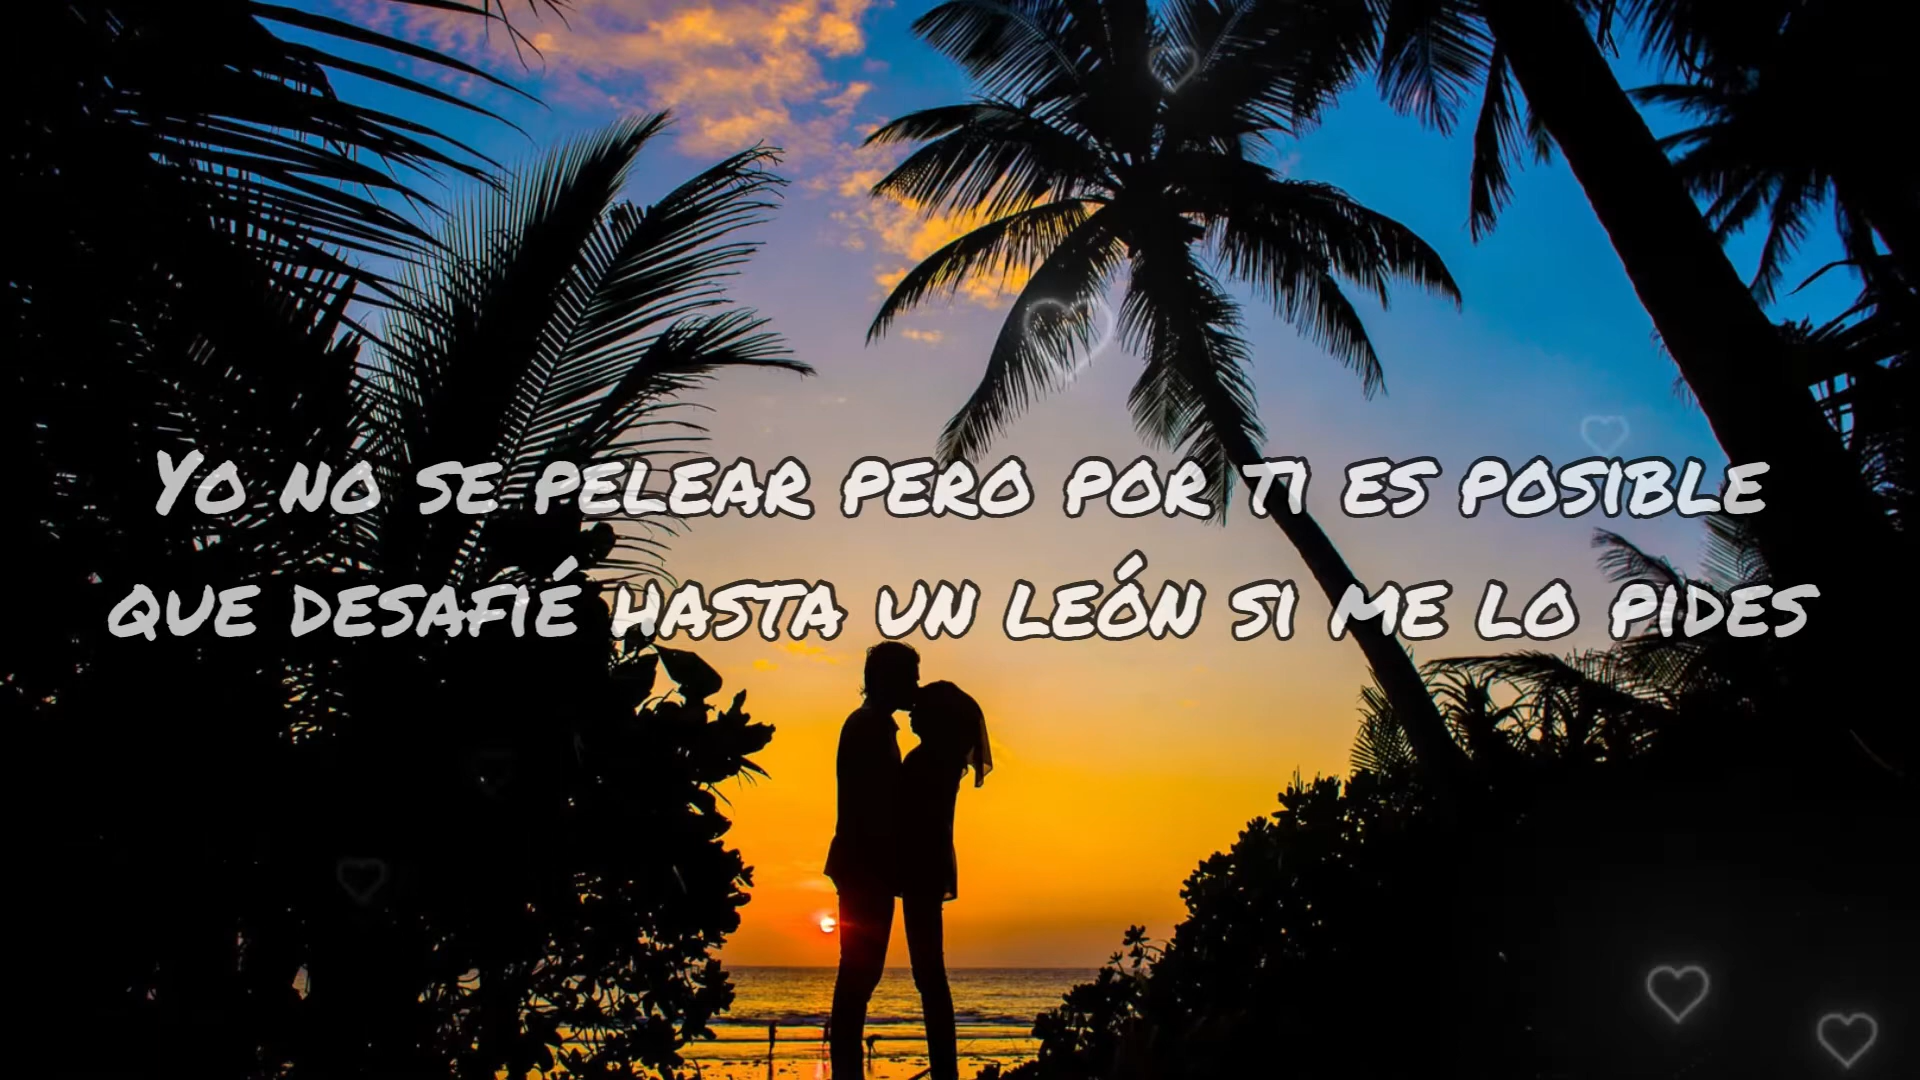 Yo no se pelear pero por ti es posible
que desafié hasta un león si me lo pides